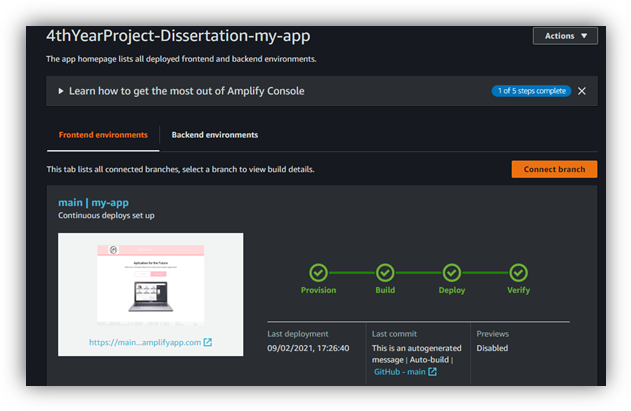 4thYearProject-Dissertation-my-app
Actions
The app homepage lists all deployed frontend and backend environments.
Learn how to get the most out of Amplify Console
1 of 5 steps complete
Frontend environments
Backend environments
This tab lists all connected branches, select a branch to view build details.
Connect branch
main | my-app
Continuous deploys set up
Aplication for the Future
https://main...amplifyapp.com
Provision
Build
Deploy
Verify
Last deployment
09/02/2021, 17:26:40
Last commit
This is an autogenerated
message | Auto-build |
GitHub - main
Previews
Disabled